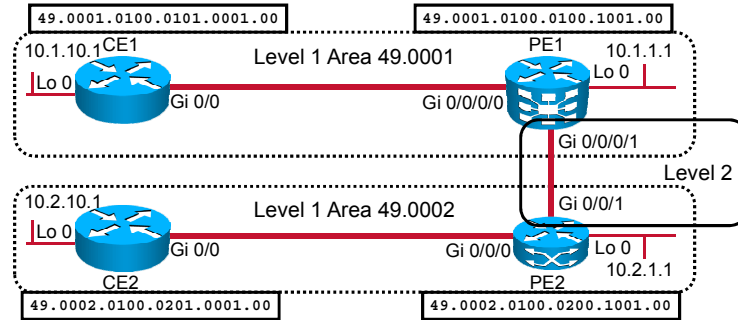 49.0001.0100.0101.0001.00
49.0001.0100.0100.1001.00
10.1.10.1
CE1
Level 1 Area 49.0001
PE1
10.1.1.1
Lo 0
Lo 0
Gi 0/0
Gi 0/0/0/0
Gi 0/0/0/1
Level 2
10.2.10.1
Level 1 Area 49.0002
Gi 0/0/1
Lo 0
Gi 0/0
Gi 0/0/0
Lo 0
CE2
PE2
10.2.1.1
49.0002.0100.0201.0001.00
49.0002.0100.0200.1001.00